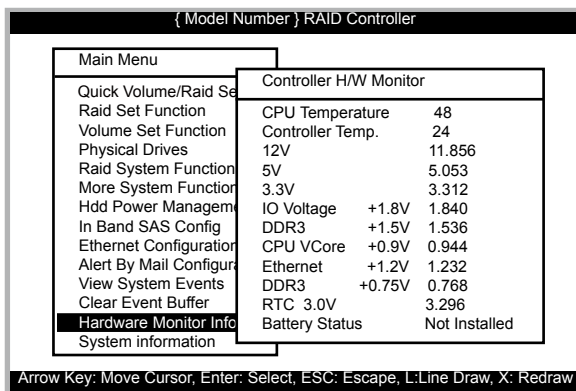 { Model Number } RAID Controller
Main Menu
Quick Volume/Raid Se
Raid Set Function
Volume Set Function
Physical Drives
Raid System Function
More System Function
Hdd Power Manageme
In Band SAS Config
Ethernet Configuration
Alert By Mail Configura
View System Events
Clear Event Buffer
Hardware Monitor Info
System information
Controller H/W Monitor
CPU Temperature 48
Controller Temp. 24
12V 11.856
5V 5.053
3.3V 3.312
IO Voltage +1.8V 1.840
DDR3 +1.5V 1.536
CPU VCore +0.9V 0.944
Ethernet +1.2V 1.232
DDR3 +0.75V 0.768
RTC 3.0V 3.296
Battery Status Not Installed
Arrow Key: Move Cursor, Enter: Select, ESC: Escape, L:Line Draw, X: Redraw